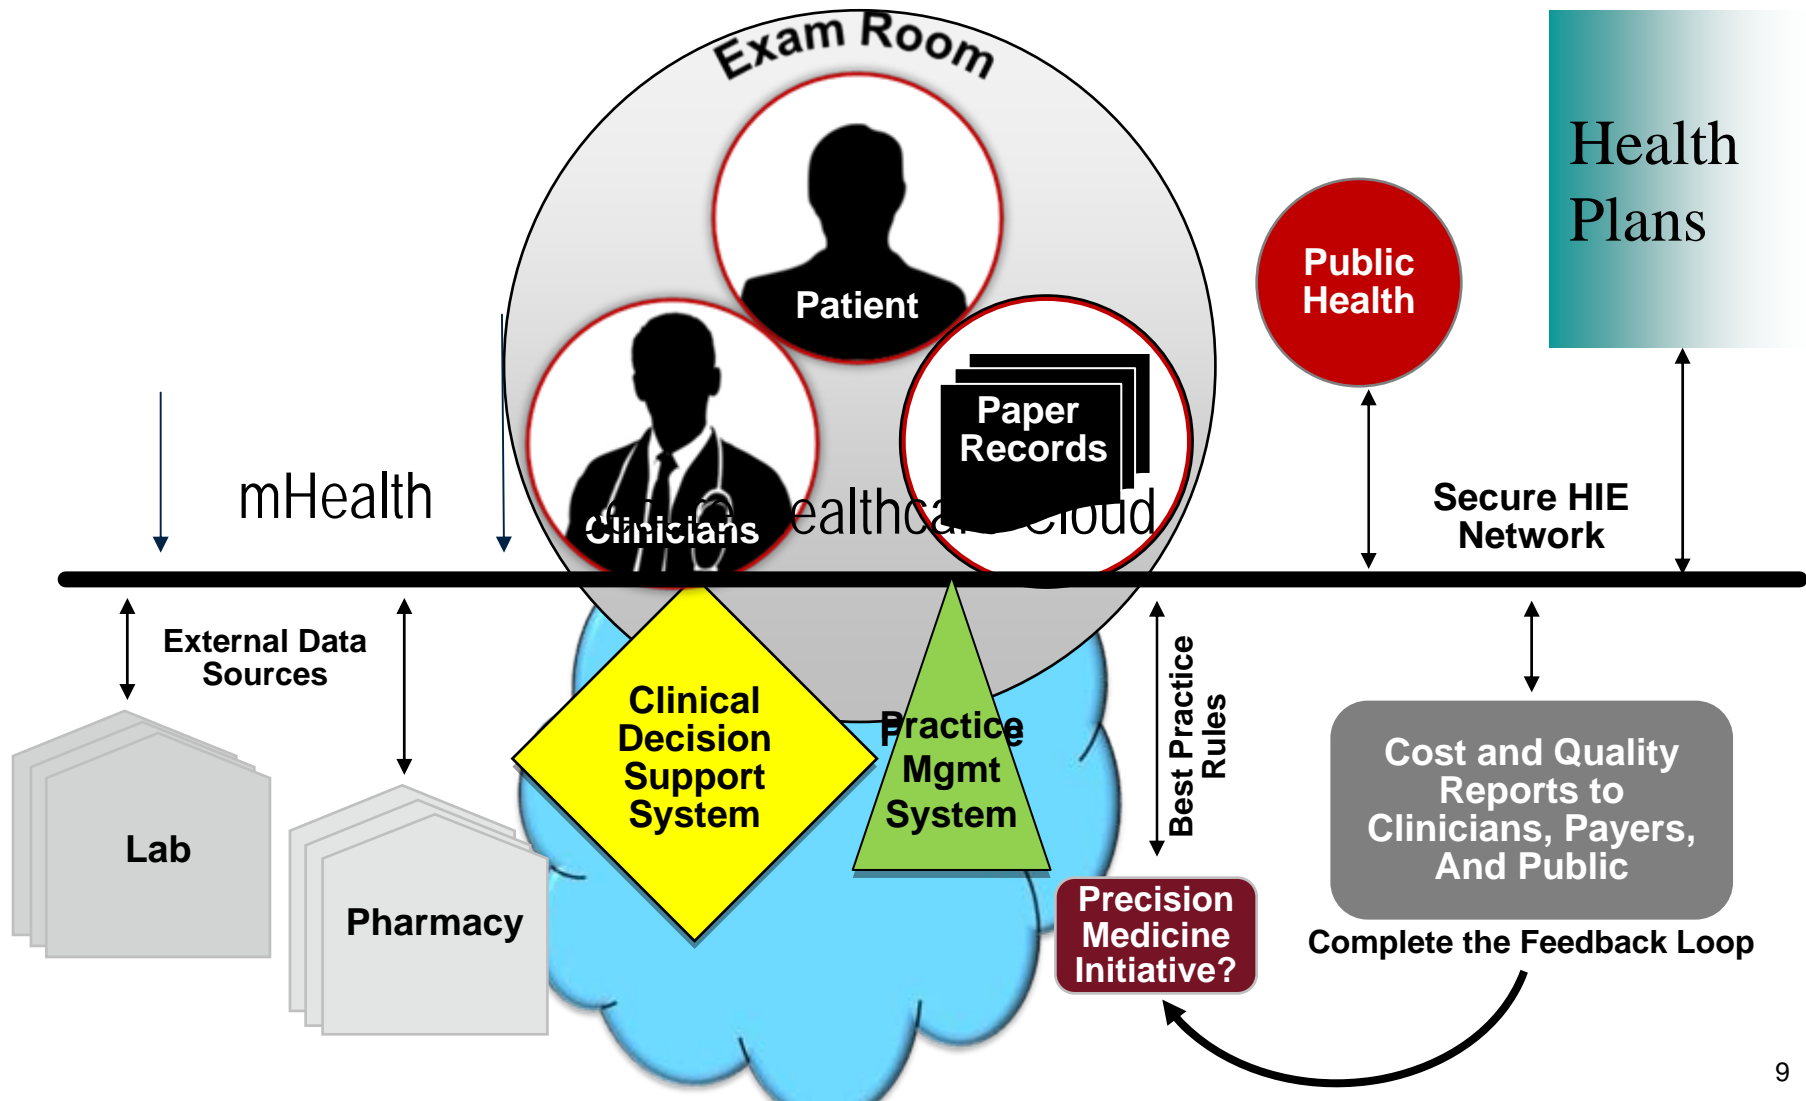 Exam Room
Health
Plans
Public
Health
Patient
Paper
Records
mHealth
Clinicians
Healthcare Cloud
Secure HIE
Network
External Data
Sources
Clinical
Decision
Support
System
Practice
Mgmt
System
Best Practice
Rules
Cost and Quality
Reports to
Clinicians, Payers,
And Public
Lab
Pharmacy
Precision
Medicine
Initiative?
Complete the Feedback Loop
9